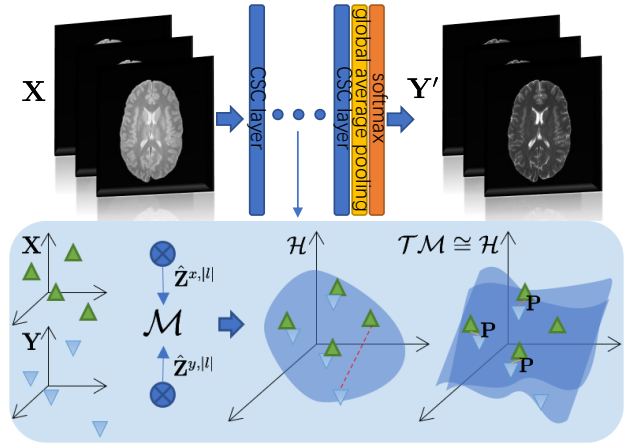 X
CSC layer
CSC layer
global average pooling
softmax
Y′
X
Y
Ẑ^{x,|l|}
ℳ
Ẑ^{y,|l|}
ℋ
𝒯ℳ ≅ ℋ
P
P
P